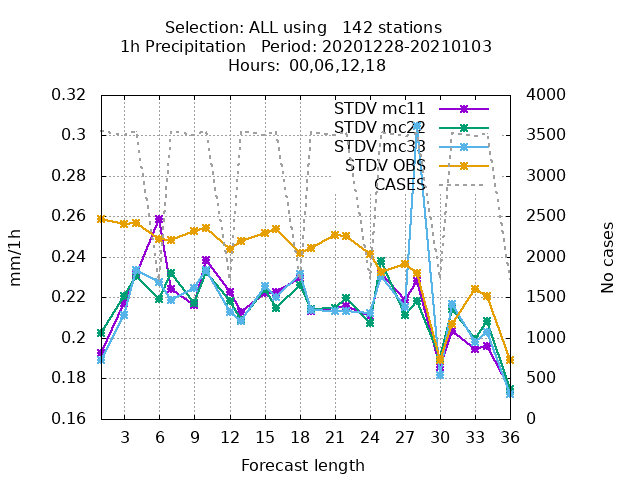 Selection: ALL using   142 stations
1h Precipitation   Period: 20201228-20210103
Hours:  00,06,12,18
0.32
0.3
0.28
0.26
0.24
0.22
0.2
0.18
0.16
4000
3500
3000
2500
2000
1500
1000
500
0
STDV mc11
STDV mc22
STDV mc33
STDV OBS
CASES
mm/1h
No cases
3 6 9 12 15 18 21 24 27 30 33 36
Forecast length